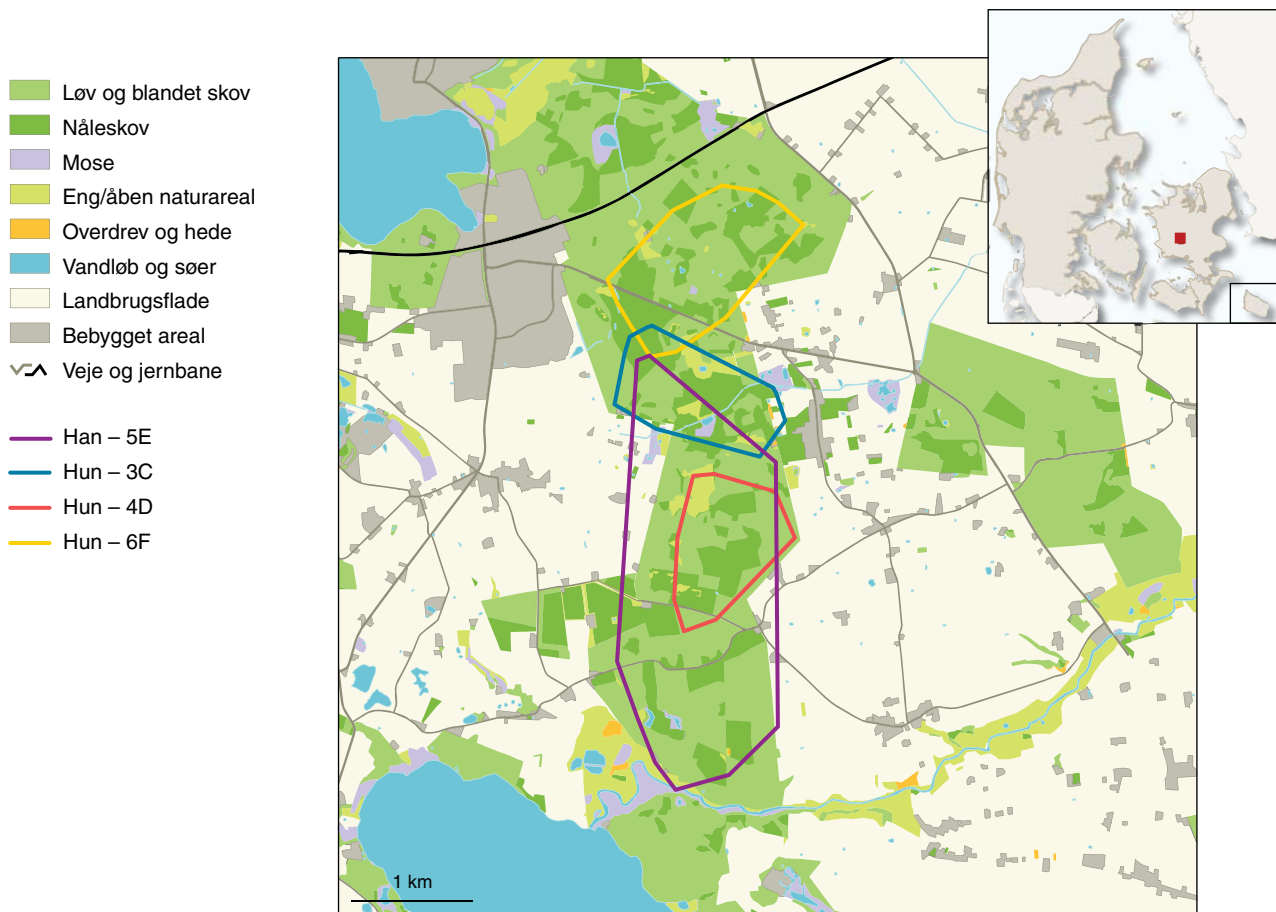 Løv og blandet skov
Nåleskov
Mose
Eng/åben naturareal
Overdrev og hede
Vandløb og søer
Landbrugsflade
Bebygget areal
Veje og jernbane
Han – 5E
Hun – 3C
Hun – 4D
Hun – 6F
1 km